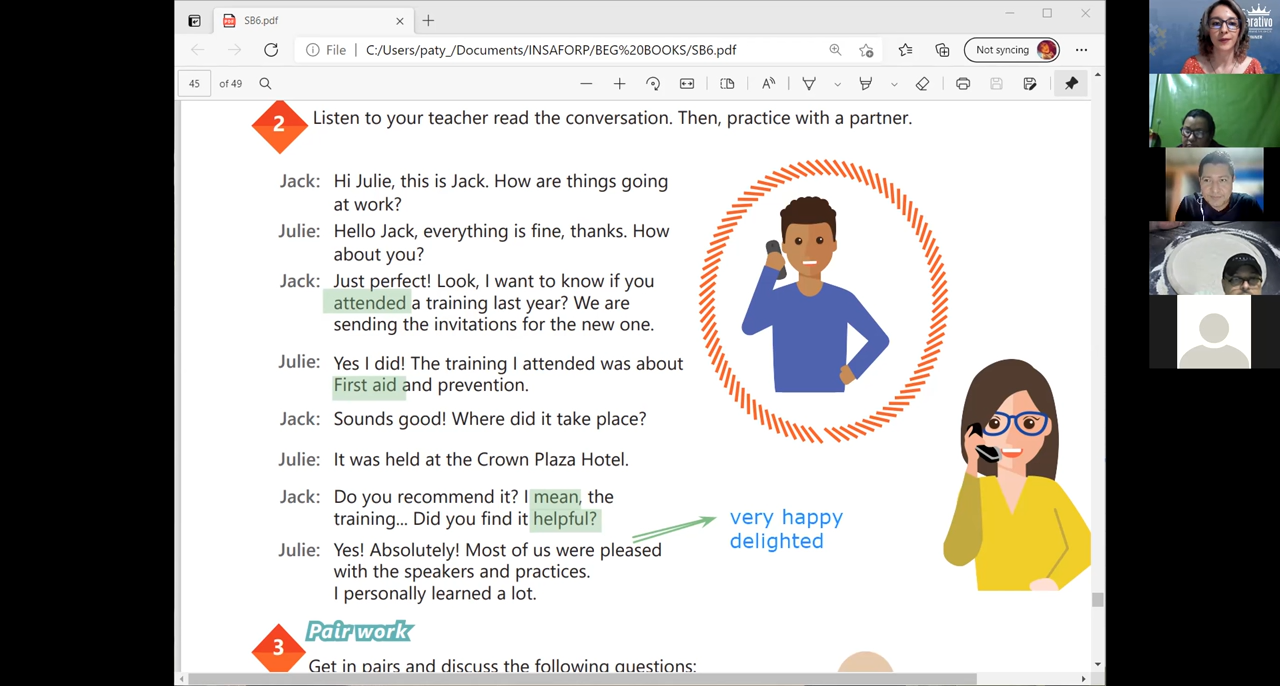 SB6.pdf
File
C:/Users/paty_/Documents/INSAFORP/BEG%20BOOKS/SB6.pdf
Not syncing
45
of 49
2
Listen to your teacher read the conversation. Then, practice with a partner.
Jack: Hi Julie, this is Jack. How are things going
at work?
Julie: Hello Jack, everything is fine, thanks. How
about you?
Jack: Just perfect! Look, I want to know if you
attended a training last year? We are
sending the invitations for the new one.
Julie: Yes I did! The training I attended was about
First aid and prevention.
Jack: Sounds good! Where did it take place?
Julie: It was held at the Crown Plaza Hotel.
Jack: Do you recommend it? I mean, the
training... Did you find it helpful?
very happy
delighted
Julie: Yes! Absolutely! Most of us were pleased
with the speakers and practices.
I personally learned a lot.
3
Pair work
Get in pairs and discuss the following questions: